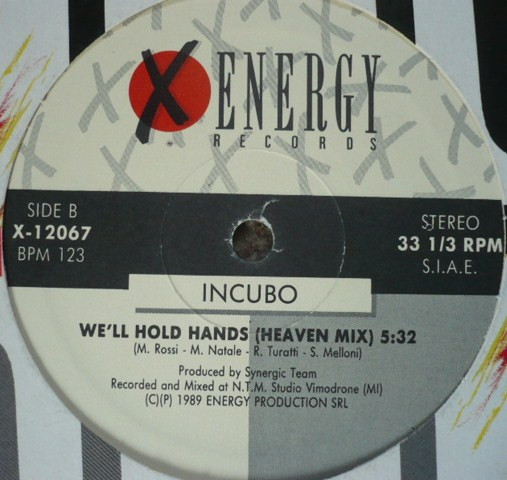 X ENERGY
RECORDS
SIDE B
X-12067
BPM 123
STEREO
33 1/3 RPM
S.I.A.E.
INCUBO
WE'LL HOLD HANDS (HEAVEN MIX) 5:32
(M. Rossi - M. Natale - R. Turatti - S. Melloni)
Produced by Synergic Team
Recorded and Mixed at N.T.M. Studio Vimodrone (MI)
(C)(P) 1989 ENERGY PRODUCTION SRL